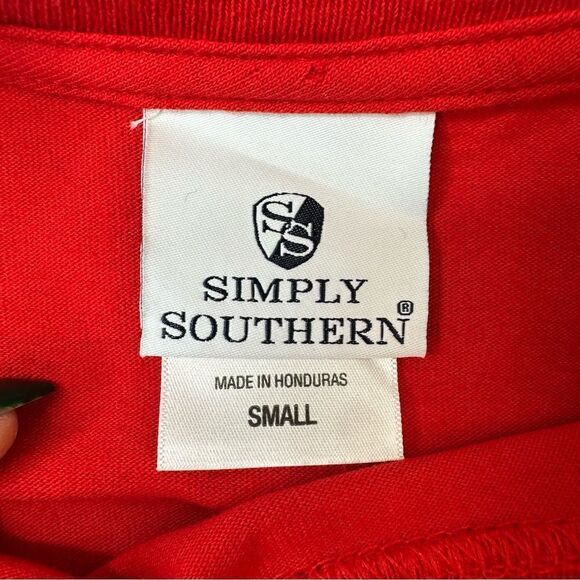 SS
SIMPLY
SOUTHERN®
MADE IN HONDURAS
SMALL